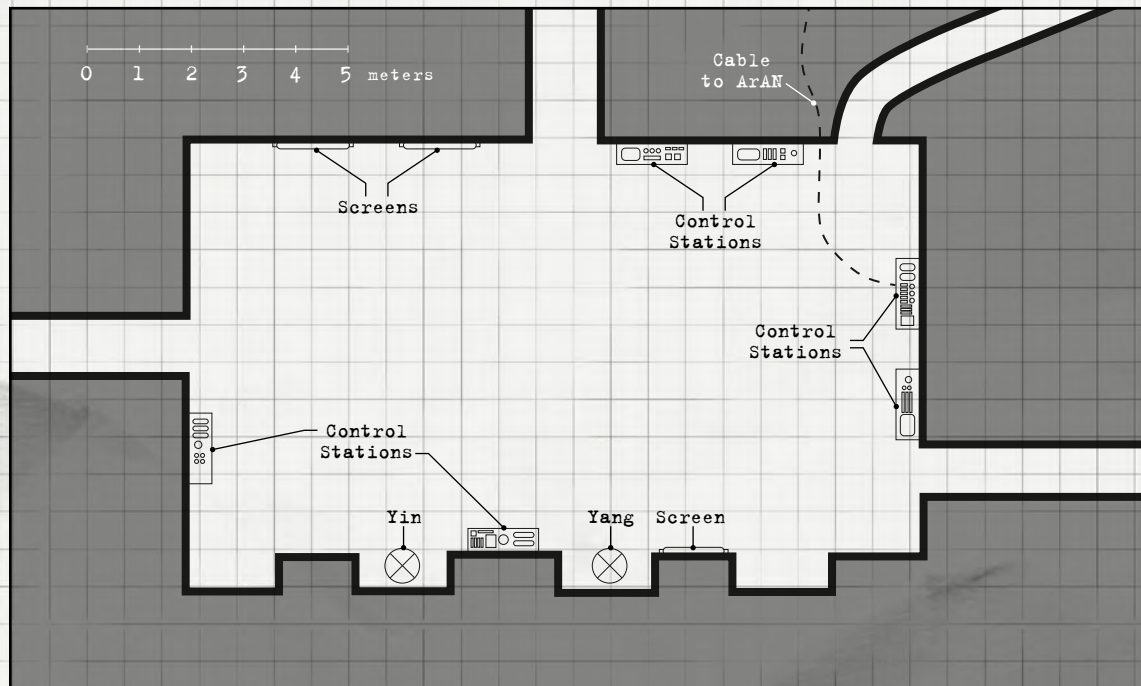 0 1 2 3 4 5 meters
Cable
to ArAN
Screens
Control
Stations
Control
Stations
Control
Stations
Yin
Yang
Screen